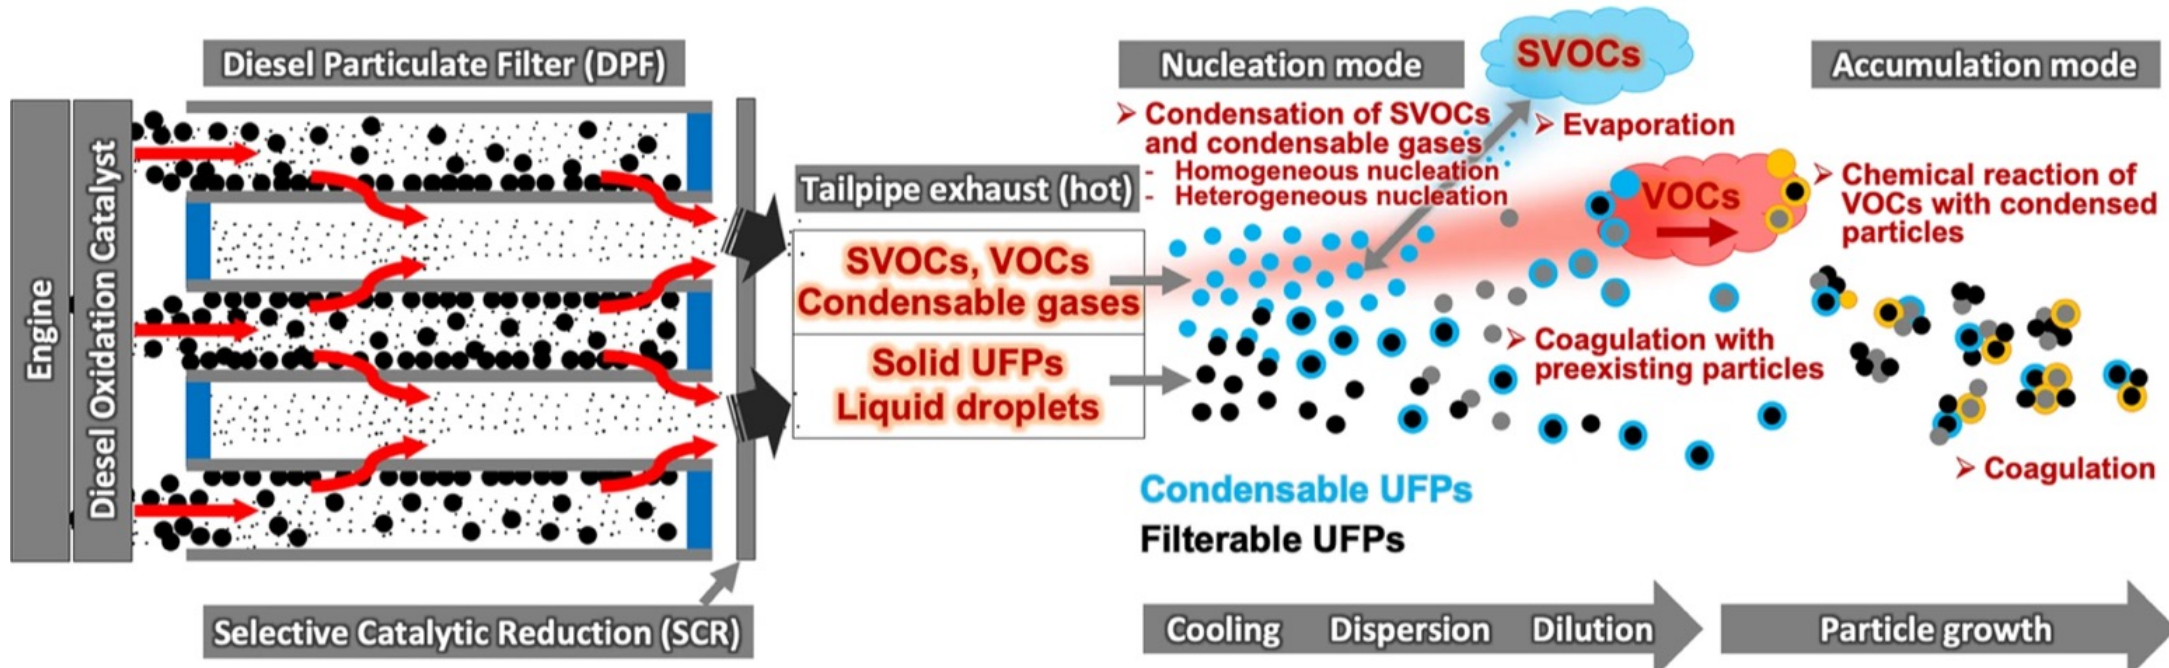 Diesel Particulate Filter (DPF)
Engine
Diesel Oxidation Catalyst
Selective Catalytic Reduction (SCR)
Tailpipe exhaust (hot)
SVOCs, VOCs
Condensable gases
Solid UFPs
Liquid droplets
Nucleation mode
➢ Condensation of SVOCs
and condensable gases
- Homogeneous nucleation
- Heterogeneous nucleation
SVOCs
➢ Evaporation
VOCs
Accumulation mode
➢ Chemical reaction of
VOCs with condensed
particles
➢ Coagulation with
preexisting particles
➢ Coagulation
Condensable UFPs
Filterable UFPs
Cooling Dispersion Dilution
Particle growth